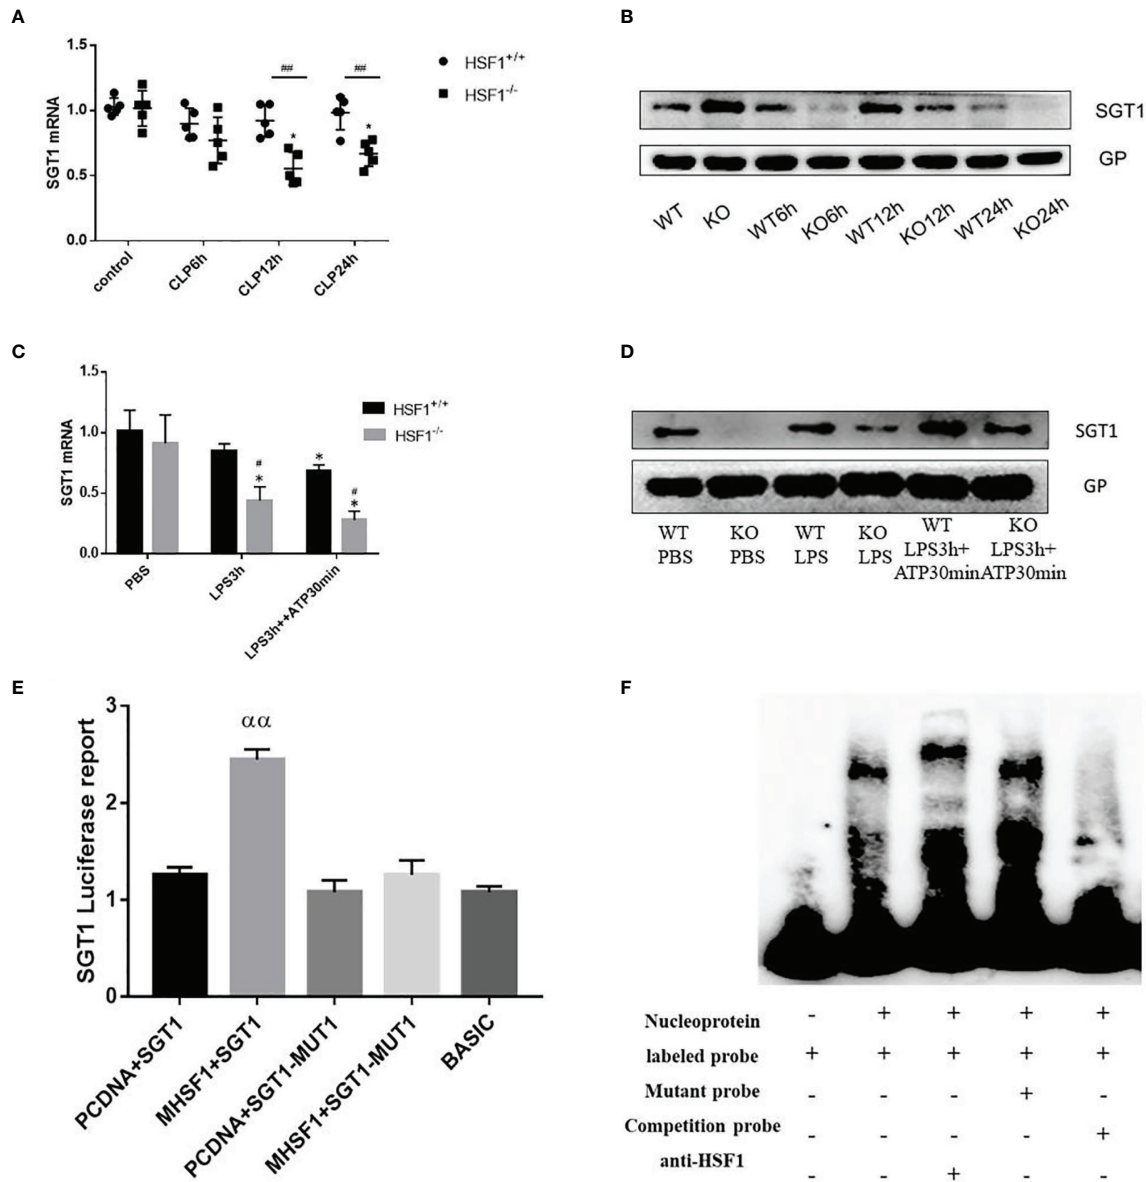 A
1.5
1.0
0.5
0.0
SGT1 mRNA
##
##
*
*
HSF1+/+
HSF1-/-
control
CLP6h
CLP12h
CLP24h
B
SGT1
GP
WT
KO
WT6h
KO6h
WT12h
KO12h
WT24h
KO24h
C
1.5
1.0
0.5
0.0
SGT1 mRNA
#
*
*
#
*
HSF1+/+
HSF1-/-
PBS
LPS3h
LPS3h++ATP30min
D
SGT1
GP
WT
PBS
KO
PBS
WT
LPS
KO
LPS
WT
LPS3h+
ATP30min
KO
LPS3h+
ATP30min
E
3
2
1
0
SGT1 Luciferase report
αα
PCDNA+SGT1
MHSF1+SGT1
PCDNA+SGT1-MUT1
MHSF1+SGT1-MUT1
BASIC
F
Nucleoprotein - + + + +
labeled probe + + + + +
Mutant probe - - - + -
Competition probe - - - - +
anti-HSF1 - - + - -